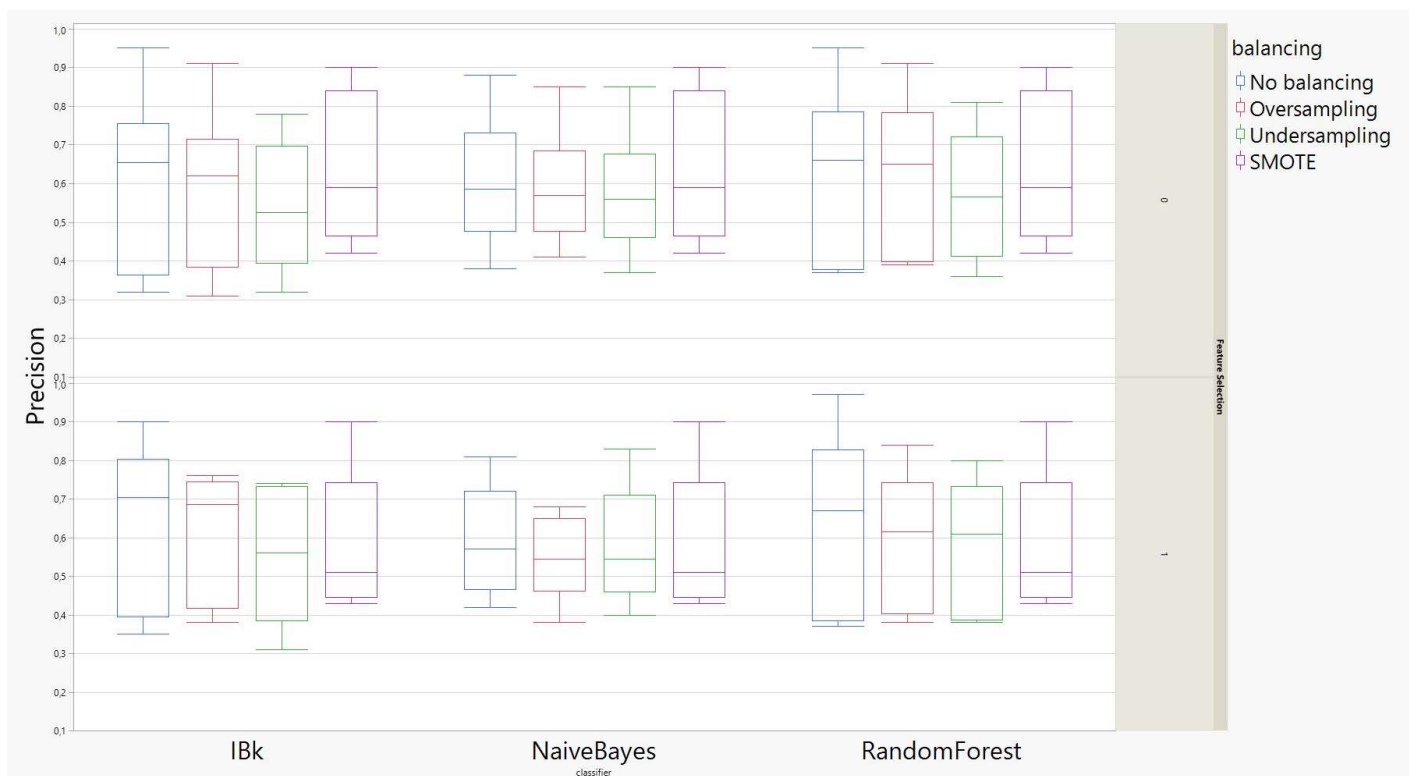 Precision
1,0
0,9
0,8
0,7
0,6
0,5
0,4
0,3
0,2
0,1
1,0
0,9
0,8
0,7
0,6
0,5
0,4
0,3
0,2
0,1
IBk
NaiveBayes
RandomForest
classifier
0
1
Feature Selection
balancing
No balancing
Oversampling
Undersampling
SMOTE